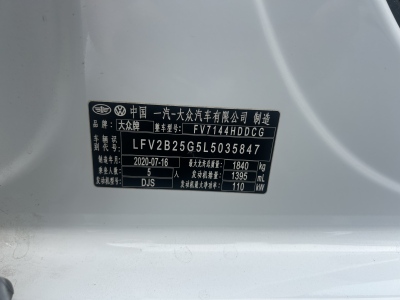 中国 一汽-大众汽车有限公司 制造
品牌 大众牌 整车型号 FV7144HDDCG
车辆识别代号 LFV2B25G5L5035847
制造年月 2020-07-16 最大允许总质量 1840 kg
乘坐人数 5 人 发动机排量 1395 mL
发动机型号 DJS 发动机最大净功率 110 kW